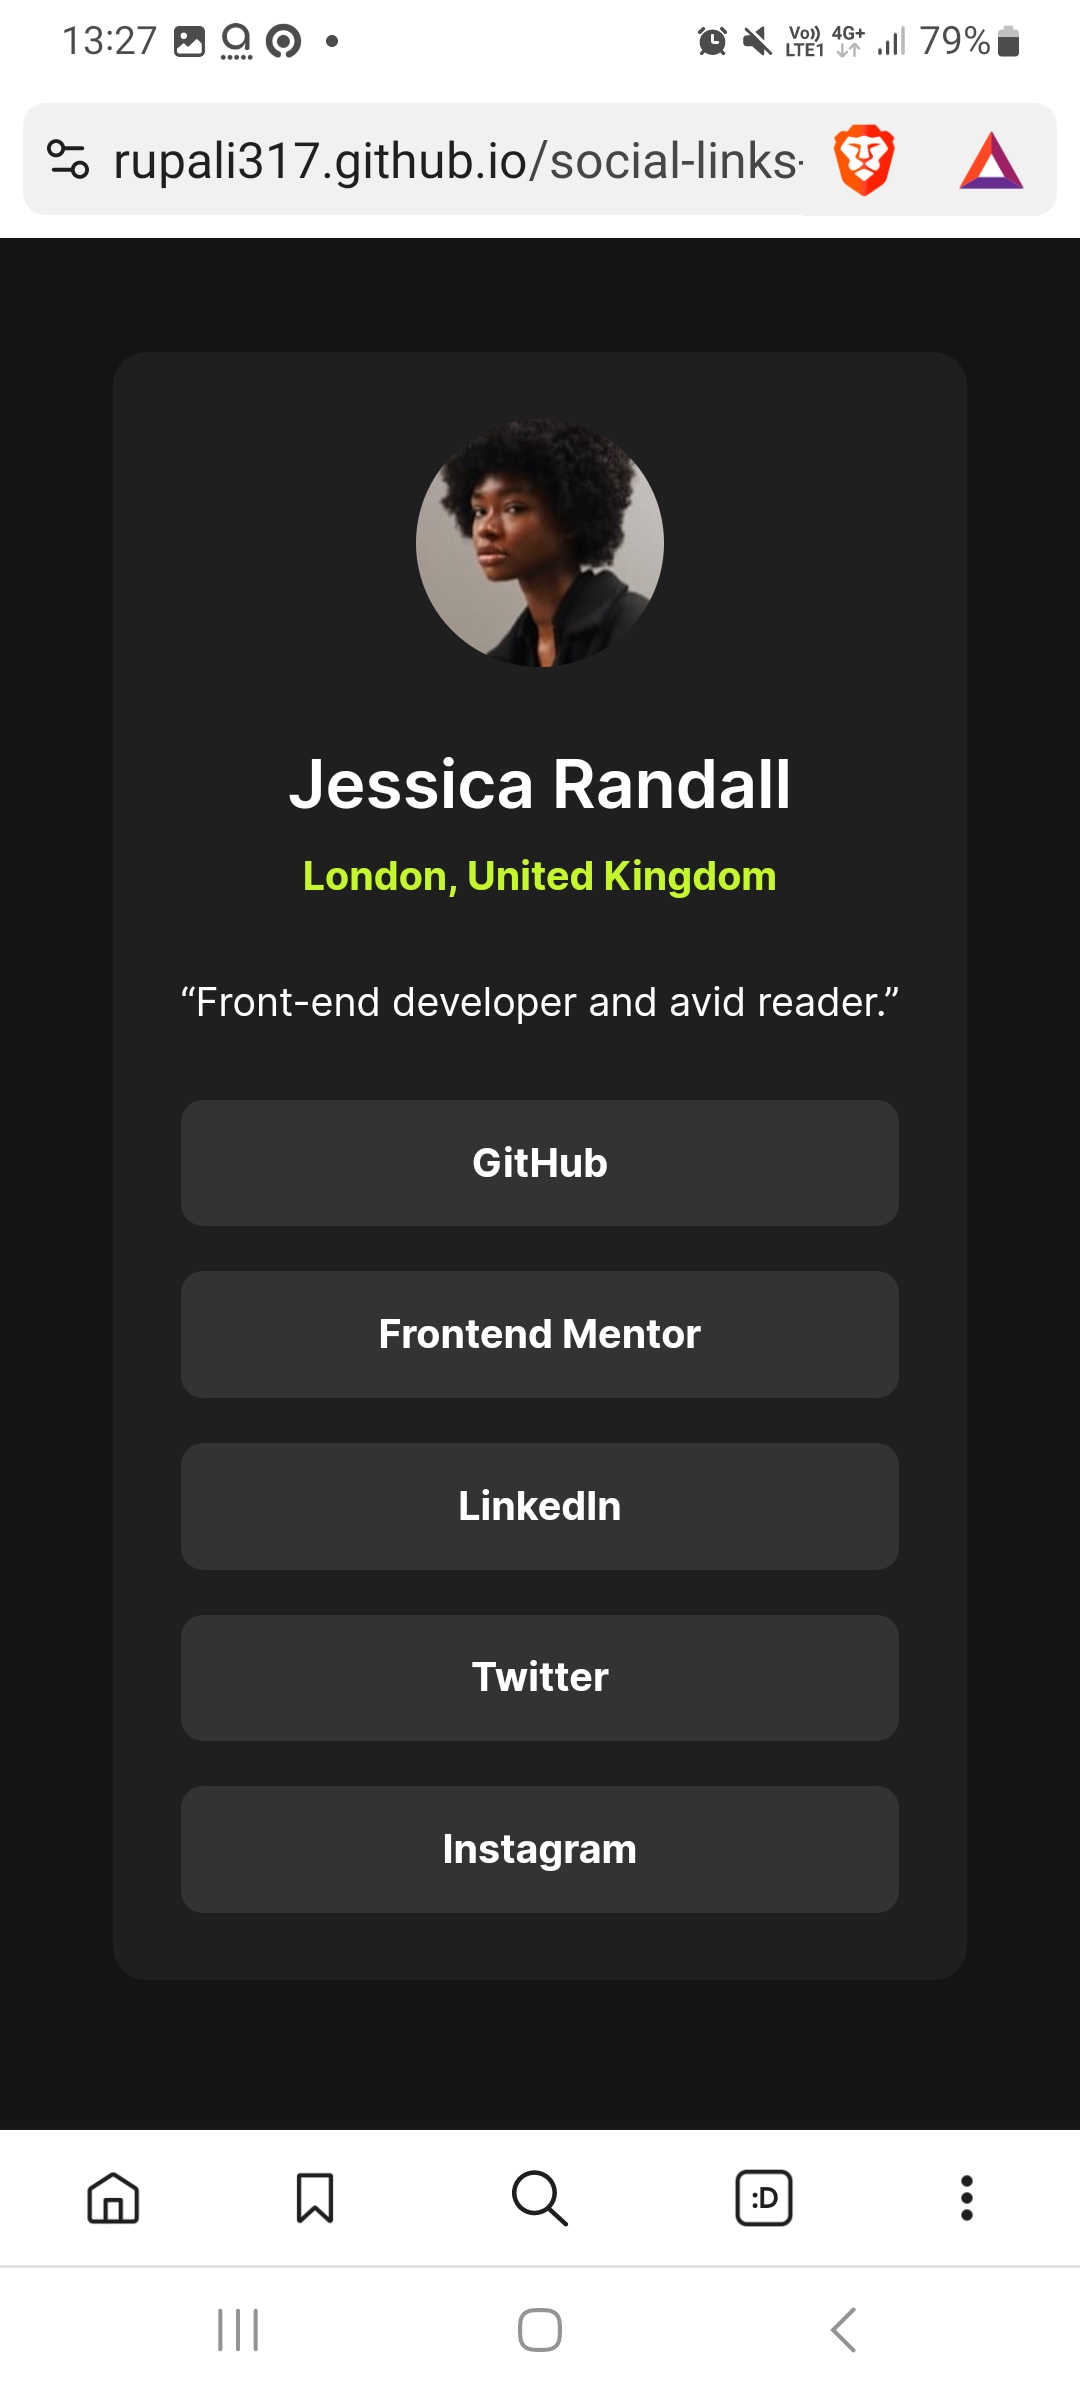 13:27
Vo)) LTE1 4G+ 79%
rupali317.github.io/social-links-
Jessica Randall
London, United Kingdom
“Front-end developer and avid reader.”
GitHub
Frontend Mentor
LinkedIn
Twitter
Instagram
:D